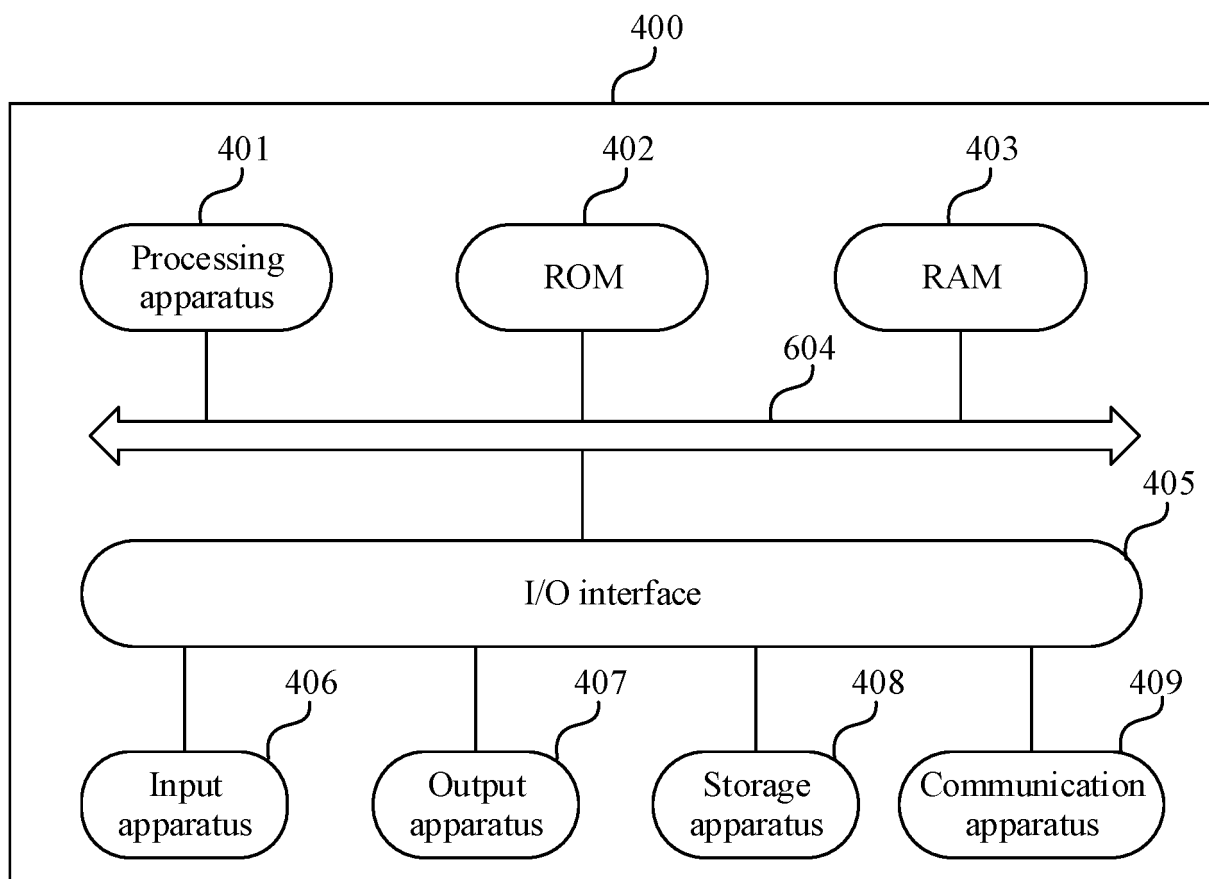 400
401
402
403
Processing
apparatus
ROM
RAM
604
405
I/O interface
406
407
408
409
Input
apparatus
Output
apparatus
Storage
apparatus
Communication
apparatus